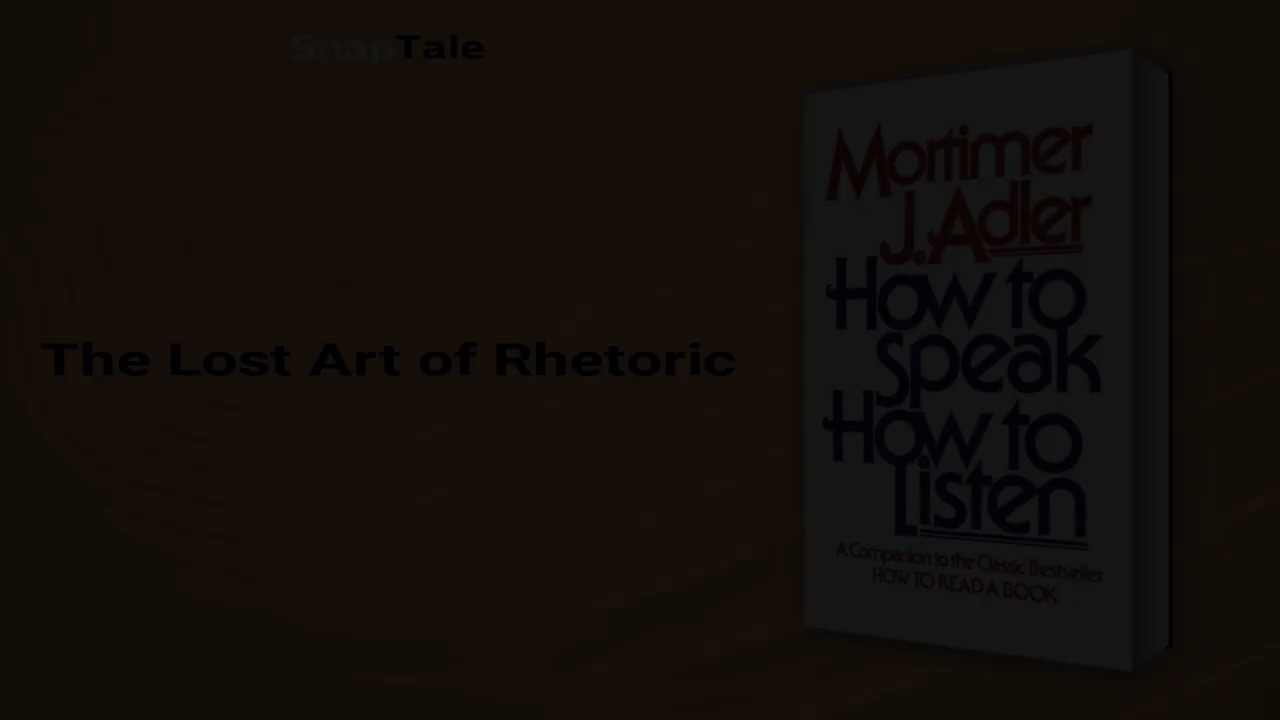 SnapTale
The Lost Art of Rhetoric
Mortimer
J. Adler
How to
speak
How to
Listen
A Companion to the Classic Bestseller
HOW TO READ A BOOK